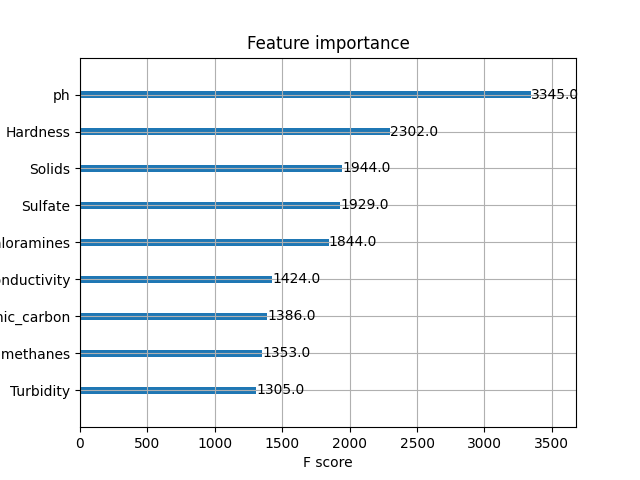 Feature importance
ph 3345.0
Hardness 2302.0
Solids 1944.0
Sulfate 1929.0
loramines 1844.0
nductivity 1424.0
nic_carbon 1386.0
methanes 1353.0
Turbidity 1305.0
0 500 1000 1500 2000 2500 3000 3500
F score